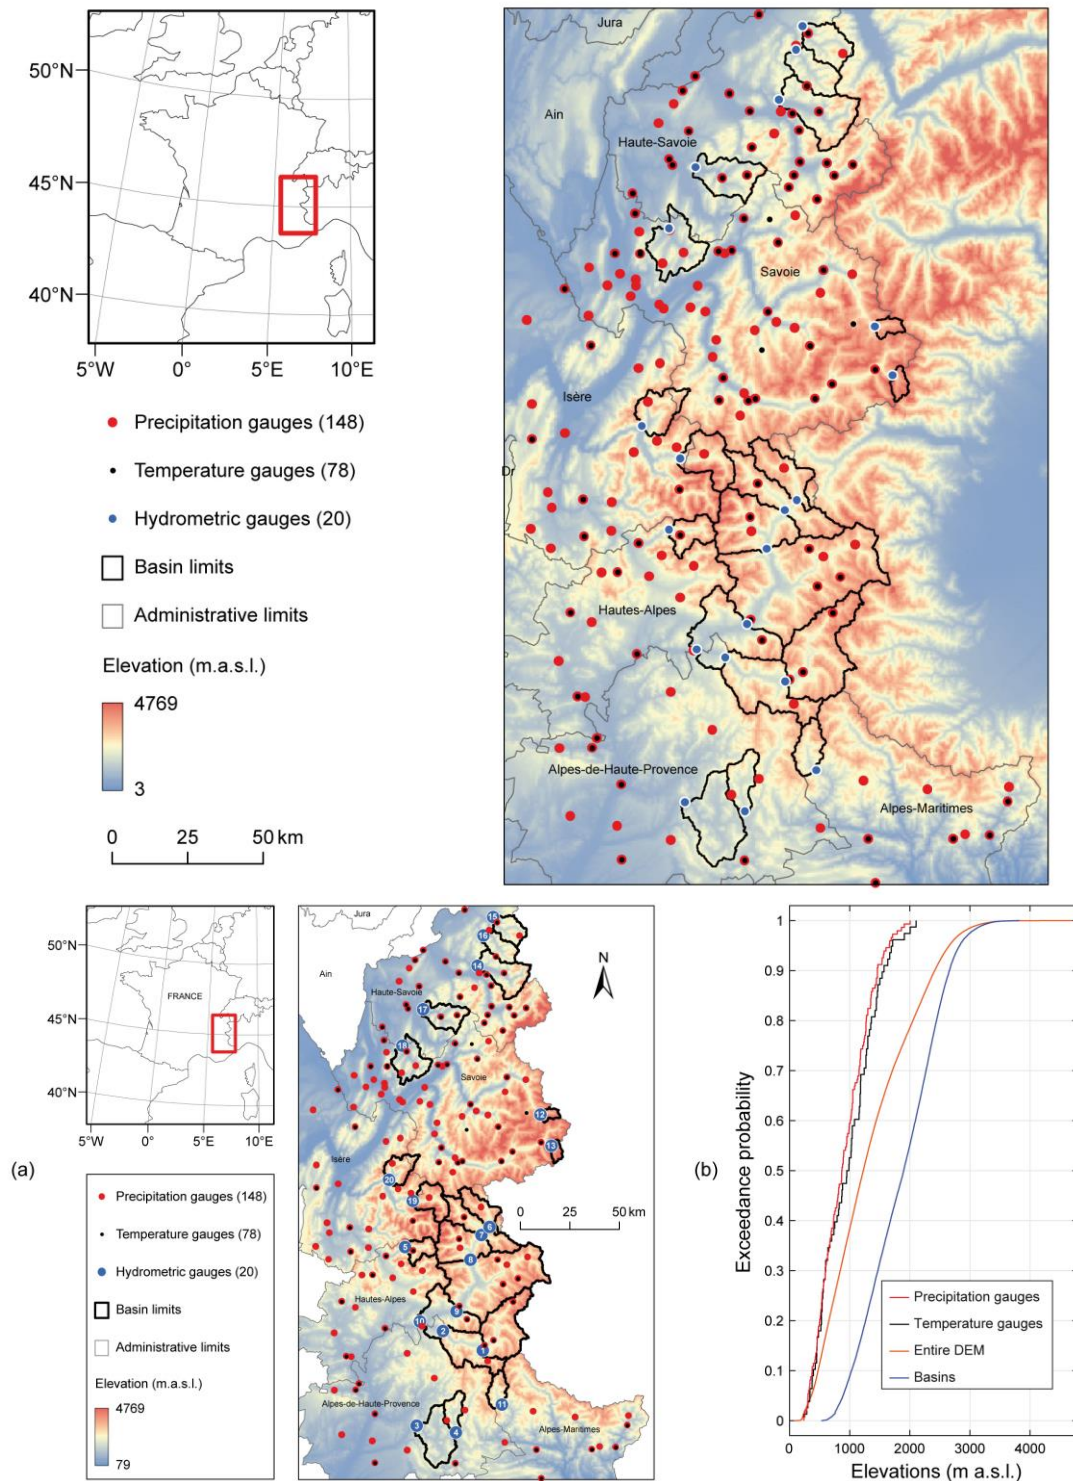 50°N
45°N
40°N
5°W
0°
5°E
10°E
Precipitation gauges (148)
Temperature gauges (78)
Hydrometric gauges (20)
Basin limits
Administrative limits
Elevation (m.a.s.l.)
4769
3
0 25 50 km
Jura
Ain
Haute-Savoie
Savoie
Isère
Dr
Hautes-Alpes
Alpes-de-Haute-Provence
Alpes-Maritimes
(a)
50°N
FRANCE
45°N
40°N
5°W
0°
5°E
10°E
Precipitation gauges (148)
Temperature gauges (78)
Hydrometric gauges (20)
Basin limits
Administrative limits
Elevation (m.a.s.l.)
4769
79
Jura
15
16
N
Ain
14
Haute-Savoie
17
18
Savoie
12
13
Isère
20
19
0 25 50 km
6
7
5
8
Hautes-Alpes
9
10
2
1
Alpes-de-Haute-Provence
11
3
4
Alpes-Maritimes
(b)
Exceedance probability
1
0.9
0.8
0.7
0.6
0.5
0.4
0.3
0.2
0.1
0
Precipitation gauges
Temperature gauges
Entire DEM
Basins
0 1000 2000 3000 4000
Elevations (m a.s.l.)